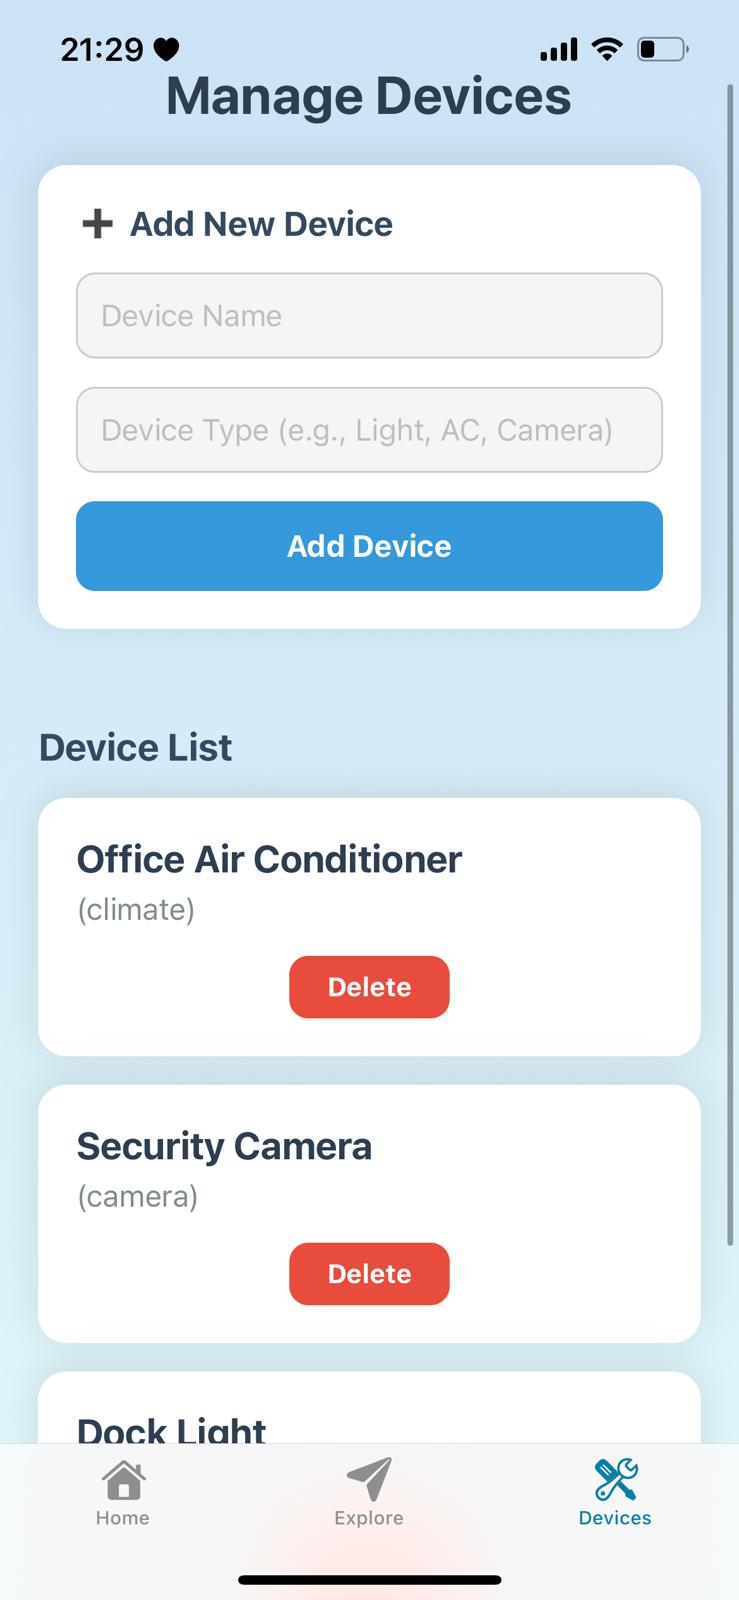 21:29
Manage Devices
Add New Device
Device Name
Device Type (e.g., Light, AC, Camera)
Add Device
Device List
Office Air Conditioner
(climate)
Delete
Security Camera
(camera)
Delete
Dock Light
Home
Explore
Devices